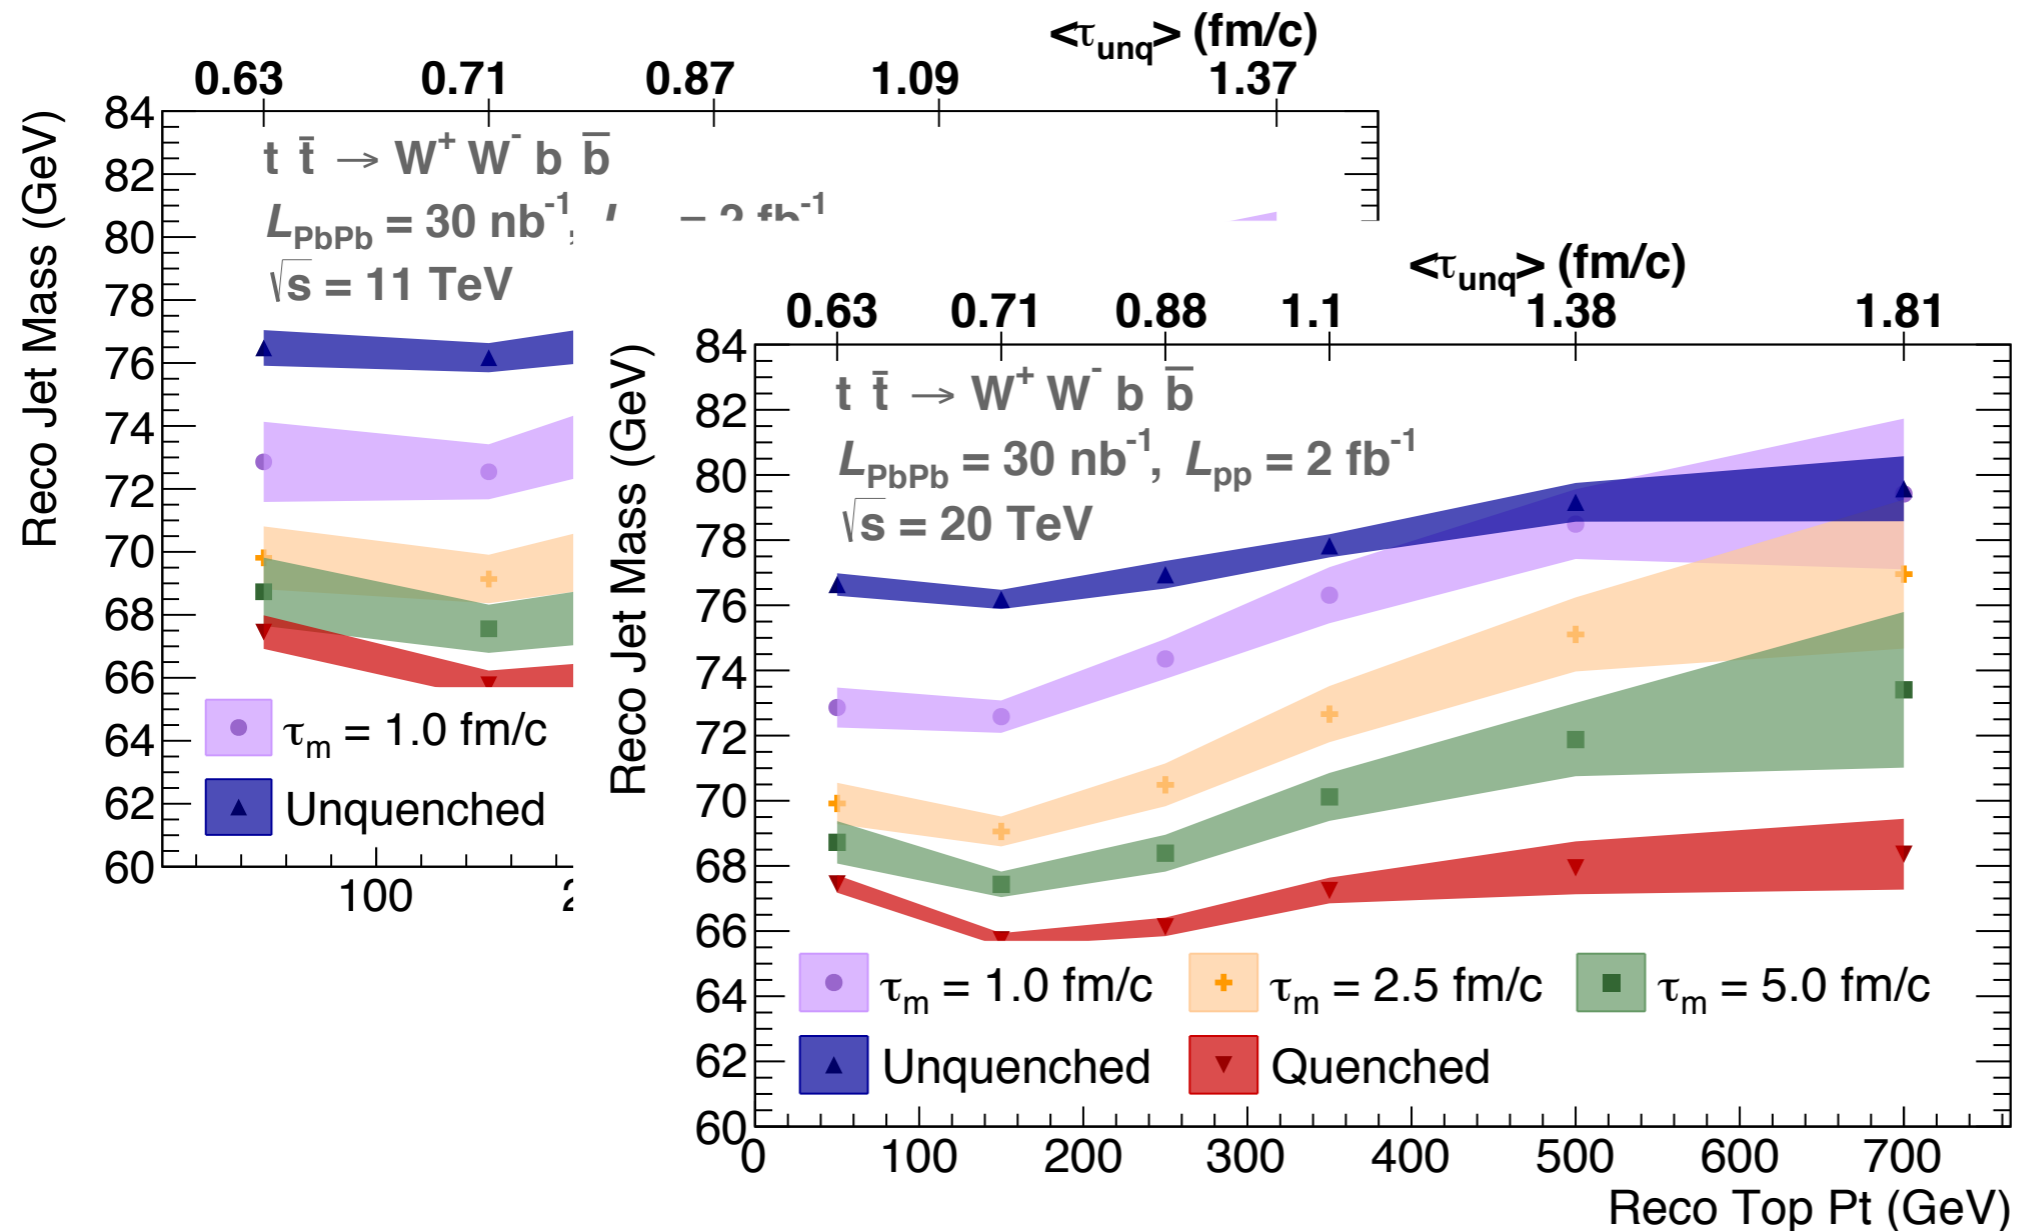 <τunq> (fm/c)
0.63 0.71 0.87 1.09 1.37
Reco Jet Mass (GeV)
84
82
80
78
76
74
72
70
68
66
64
62
60
t t̄ → W⁺ W⁻ b b̄
LPbPb = 30 nb⁻¹, = 2 fb⁻¹
√s = 11 TeV
τm = 1.0 fm/c
Unquenched
100
<τunq> (fm/c)
0.63 0.71 0.88 1.1 1.38 1.81
Reco Jet Mass (GeV)
84
82
80
78
76
74
72
70
68
66
64
62
60
t t̄ → W⁺ W⁻ b b̄
LPbPb = 30 nb⁻¹, Lpp = 2 fb⁻¹
√s = 20 TeV
τm = 1.0 fm/c τm = 2.5 fm/c τm = 5.0 fm/c
Unquenched Quenched
0 100 200 300 400 500 600 700
Reco Top Pt (GeV)